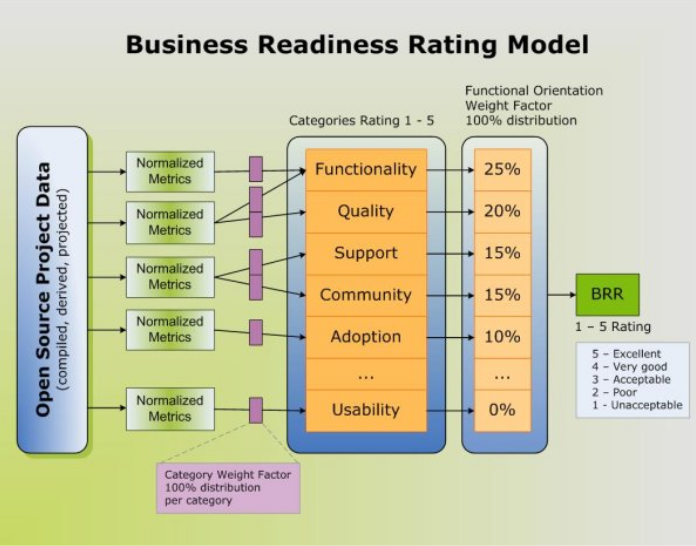 Business Readiness Rating Model
Functional Orientation
Weight Factor
100% distribution
Categories Rating 1 - 5
Open Source Project Data
(compiled, derived, projected)
Normalized
Metrics
Normalized
Metrics
Normalized
Metrics
Normalized
Metrics
Normalized
Metrics
Functionality
Quality
Support
Community
Adoption
...
Usability
25%
20%
15%
15%
10%
...
0%
BRR
1 – 5 Rating
5 – Excellent
4 – Very good
3 – Acceptable
2 – Poor
1 - Unacceptable
Category Weight Factor
100% distribution
per category